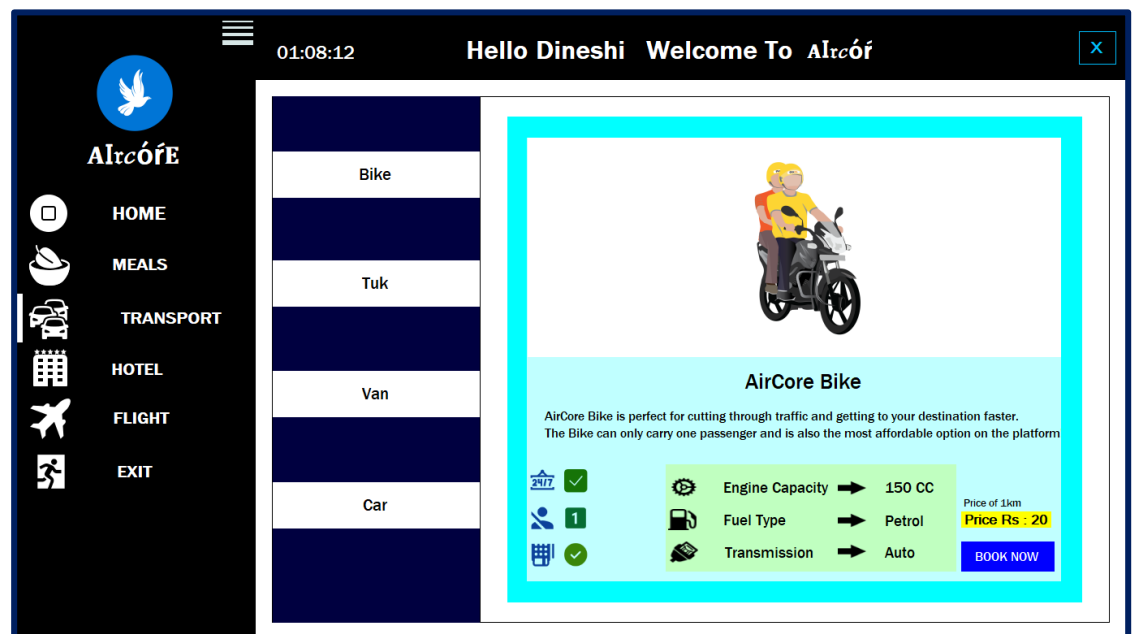 01:08:12
Hello Dineshi Welcome To AIrcóŕ
X
AIrcóŕE
HOME
MEALS
TRANSPORT
HOTEL
FLIGHT
EXIT
Bike
Tuk
Van
Car
AirCore Bike
AirCore Bike is perfect for cutting through traffic and getting to your destination faster.
The Bike can only carry one passenger and is also the most affordable option on the platform
24/7
1
Engine Capacity 150 CC
Fuel Type Petrol
Transmission Auto
Price of 1km
Price Rs : 20
BOOK NOW